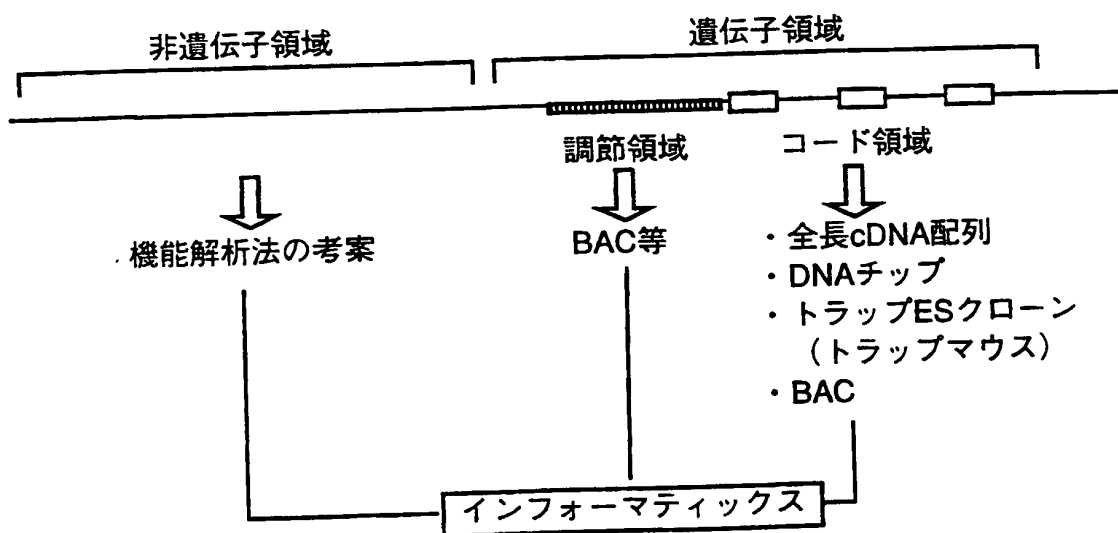 非遺伝子領域
遺伝子領域
調節領域
コード領域
機能解析法の考案
BAC等
・全長cDNA配列
・DNAチップ
・トラップESクローン
（トラップマウス）
・BAC
インフォーマティックス